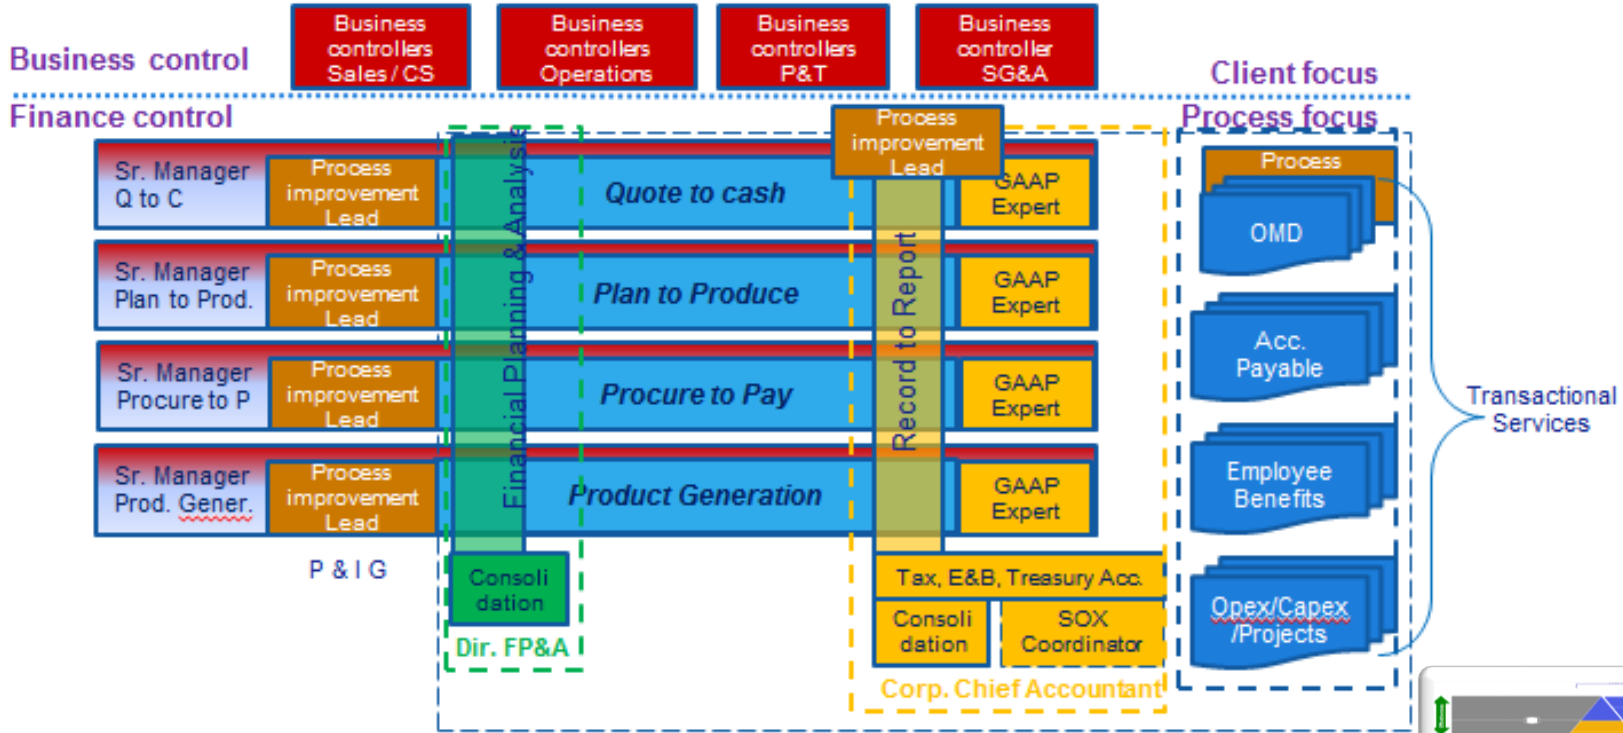 Business
controllers
Sales / CS
Business
controllers
Operations
Business
controllers
P&T
Business
controller
SG&A
Business control
Client focus
Finance control
Process focus
Sr. Manager
Q to C
Process
improvement
Lead
Quote to cash
Process
improvement
Lead
GAAP
Expert
Sr. Manager
Plan to Prod.
Process
improvement
Lead
Plan to Produce
GAAP
Expert
Sr. Manager
Procure to P
Process
improvement
Lead
Procure to Pay
GAAP
Expert
Sr. Manager
Prod. Gener.
Process
improvement
Lead
Product Generation
GAAP
Expert
Financial Planning & Analysis
Record to Report
P & I G
Consoli
dation
Dir. FP&A
Tax, E&B, Treasury Acc.
Consoli
dation
SOX
Coordinator
Corp. Chief Accountant
Process
OMD
Acc.
Payable
Employee
Benefits
Opex/Capex
/Projects
Transactional
Services